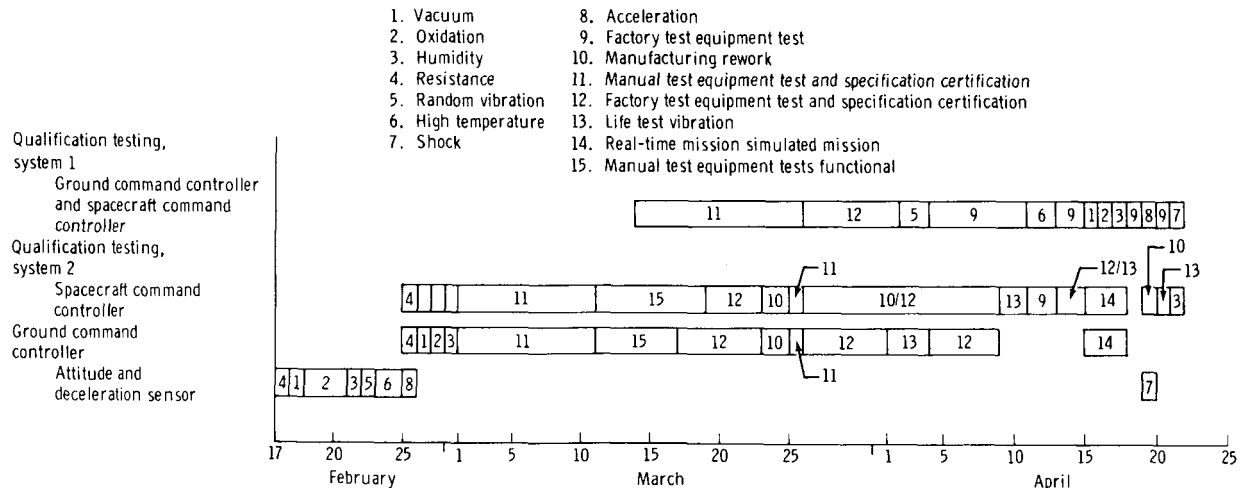 1. Vacuum
2. Oxidation
3. Humidity
4. Resistance
5. Random vibration
6. High temperature
7. Shock
8. Acceleration
9. Factory test equipment test
10. Manufacturing rework
11. Manual test equipment test and specification certification
12. Factory test equipment test and specification certification
13. Life test vibration
14. Real-time mission simulated mission
15. Manual test equipment tests functional
Qualification testing,
system 1
Ground command controller
and spacecraft command
controller
11 12 5 9 6 9 1 2 3 9 8 9 7
Qualification testing,
system 2
Spacecraft command
controller
11 12/13 10 13
4 11 15 12 10 10/12 13 9 14 3
Ground command
controller
4 1 2 3 11 15 12 10 12 13 12 14
11
Attitude and
deceleration sensor
4 1 2 3 5 6 8 7
17 20 25 1 5 10 15 20 25 1 5 10 15 20 25
February March April